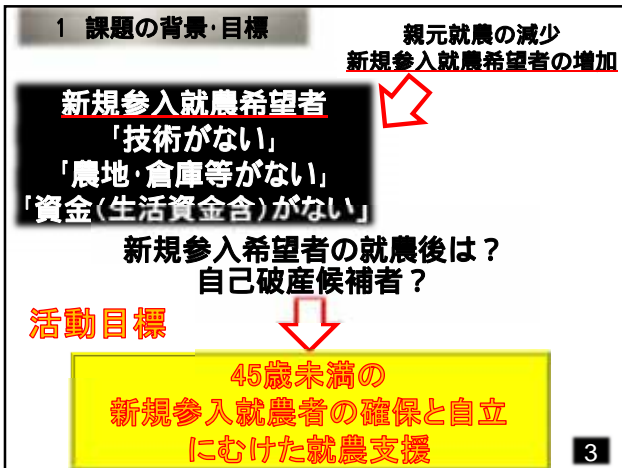 1 課題の背景･目標
親元就農の減少
新規参入就農希望者の増加
新規参入就農希望者
「技術がない」
「農地･倉庫等がない」
「資金(生活資金含)がない」
新規参入希望者の就農後は？
自己破産候補者？
活動目標
45歳未満の
新規参入就農者の確保と自立
にむけた就農支援
3